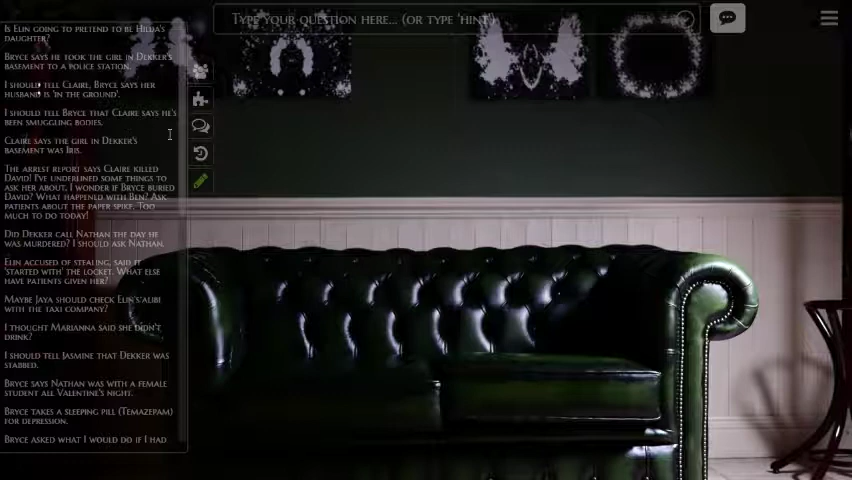 Type your question here... (or type 'hint')
Is Elin going to pretend to be Hilda's
daughter?
Bryce says he took the girl in Dekker's
basement to a police station.
I should tell Claire, Bryce says her
husband is 'in the ground'.
I should tell Bryce that Claire says he's
been smuggling bodies.
Claire says the girl in Dekker's
basement was Iris.
The arrest report says Claire killed
David! I've underlined some things to
ask her about. I wonder if Bryce buried
David? What happened with Ben? Ask
patients about the paper spike. Too
much to do today!
Did Dekker call Nathan the day he
was murdered? I should ask Nathan.
Elin accused of stealing, said it
'started with' the locket. What else
have patients given her?
Maybe Jaya should check Elin's alibi
with the taxi company?
I thought Marianna said she didn't
drink?
I should tell Jasmine that Dekker was
stabbed.
Bryce says Nathan was with a female
student all Valentine's night.
Bryce takes a sleeping pill (Temazepam)
for depression.
Bryce asked what I would do if I had